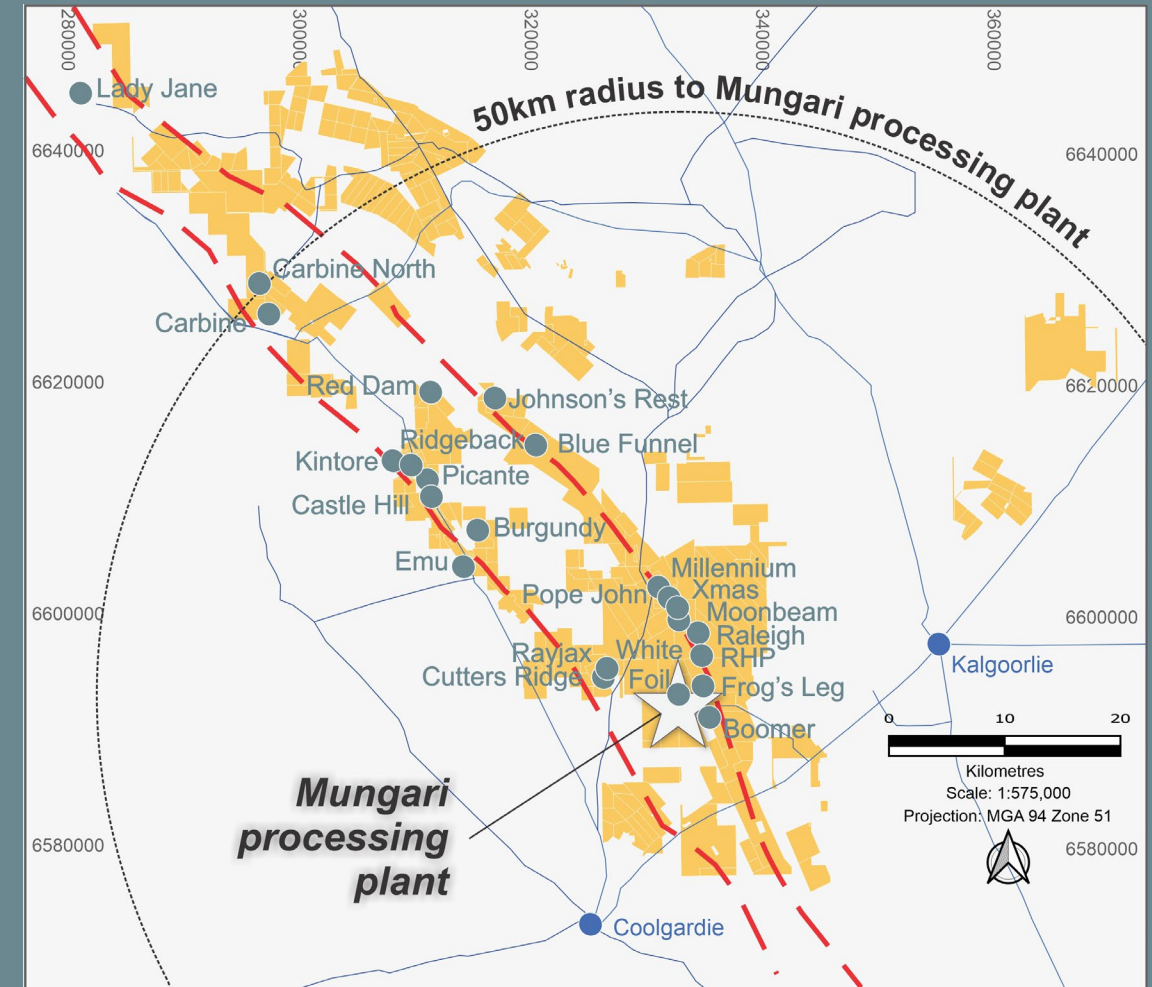 280000
300000
320000
340000
360000
Lady Jane
50km radius to Mungari processing plant
6640000
6640000
Carbine North
Carbine
6620000
6620000
Red Dam
Johnson's Rest
Ridgeback
Blue Funnel
Kintore
Picante
Castle Hill
Burgundy
Emu
Millennium
Pope John
Xmas
6600000
Moonbeam
6600000
Raleigh
Rayjax
White
Foil
RHP
Kalgoorlie
Cutters Ridge
Frog's Leg
Boomer
0 10 20
Kilometres
Scale: 1:575,000
Projection: MGA 94 Zone 51
Mungari
processing
plant
6580000
6580000
Coolgardie